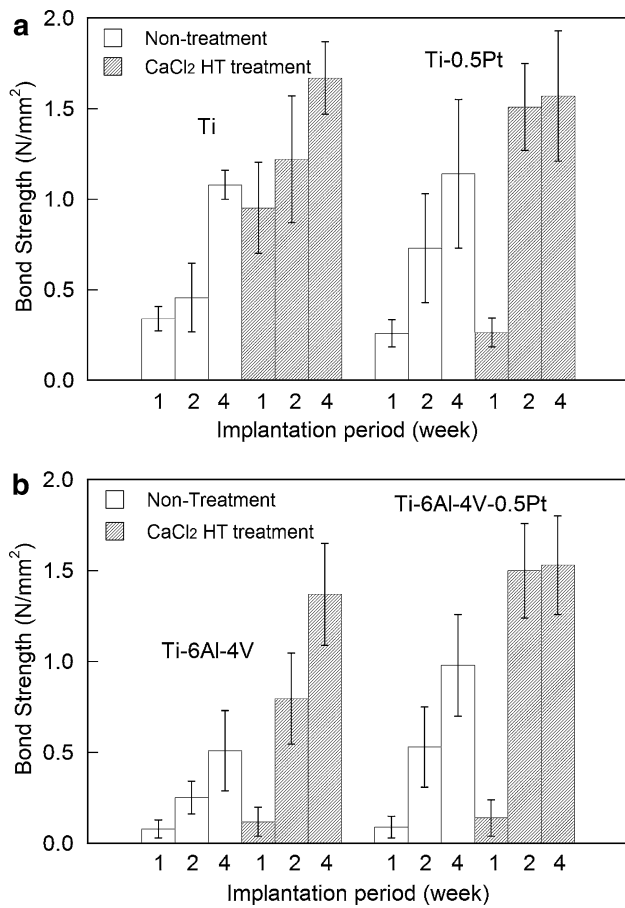 a
2.0
Non-treatment
CaCl2 HT treatment
Ti-0.5Pt
1.5
Ti
1.0
0.5
0.0
Bond Strength (N/mm2)
1 2 4 1 2 4 1 2 4 1 2 4
Implantation period (week)
b
2.0
Non-Treatment
Ti-6Al-4V-0.5Pt
CaCl2 HT treatment
1.5
Ti-6Al-4V
1.0
0.5
0.0
Bond Strength (N/mm2)
1 2 4 1 2 4 1 2 4 1 2 4
Implantation period (week)